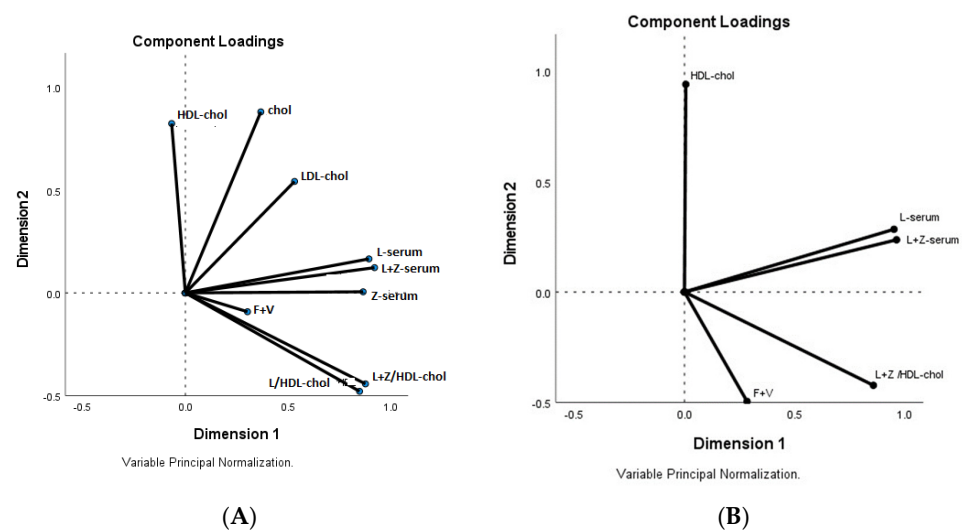 Component Loadings
1.0
0.5
0.0
-0.5
Dimension 2
HDL-chol
chol
LDL-chol
L-serum
L+Z-serum
Z-serum
F+V
L+Z/HDL-chol
L/HDL-chol
-0.5
0.0
0.5
1.0
Dimension 1
Variable Principal Normalization.
(A)
Component Loadings
1.0
0.5
0.0
-0.5
Dimension 2
HDL-chol
L-serum
L+Z-serum
L+Z /HDL-chol
F+V
-0.5
0.0
0.5
1.0
Dimension 1
Variable Principal Normalization.
(B)